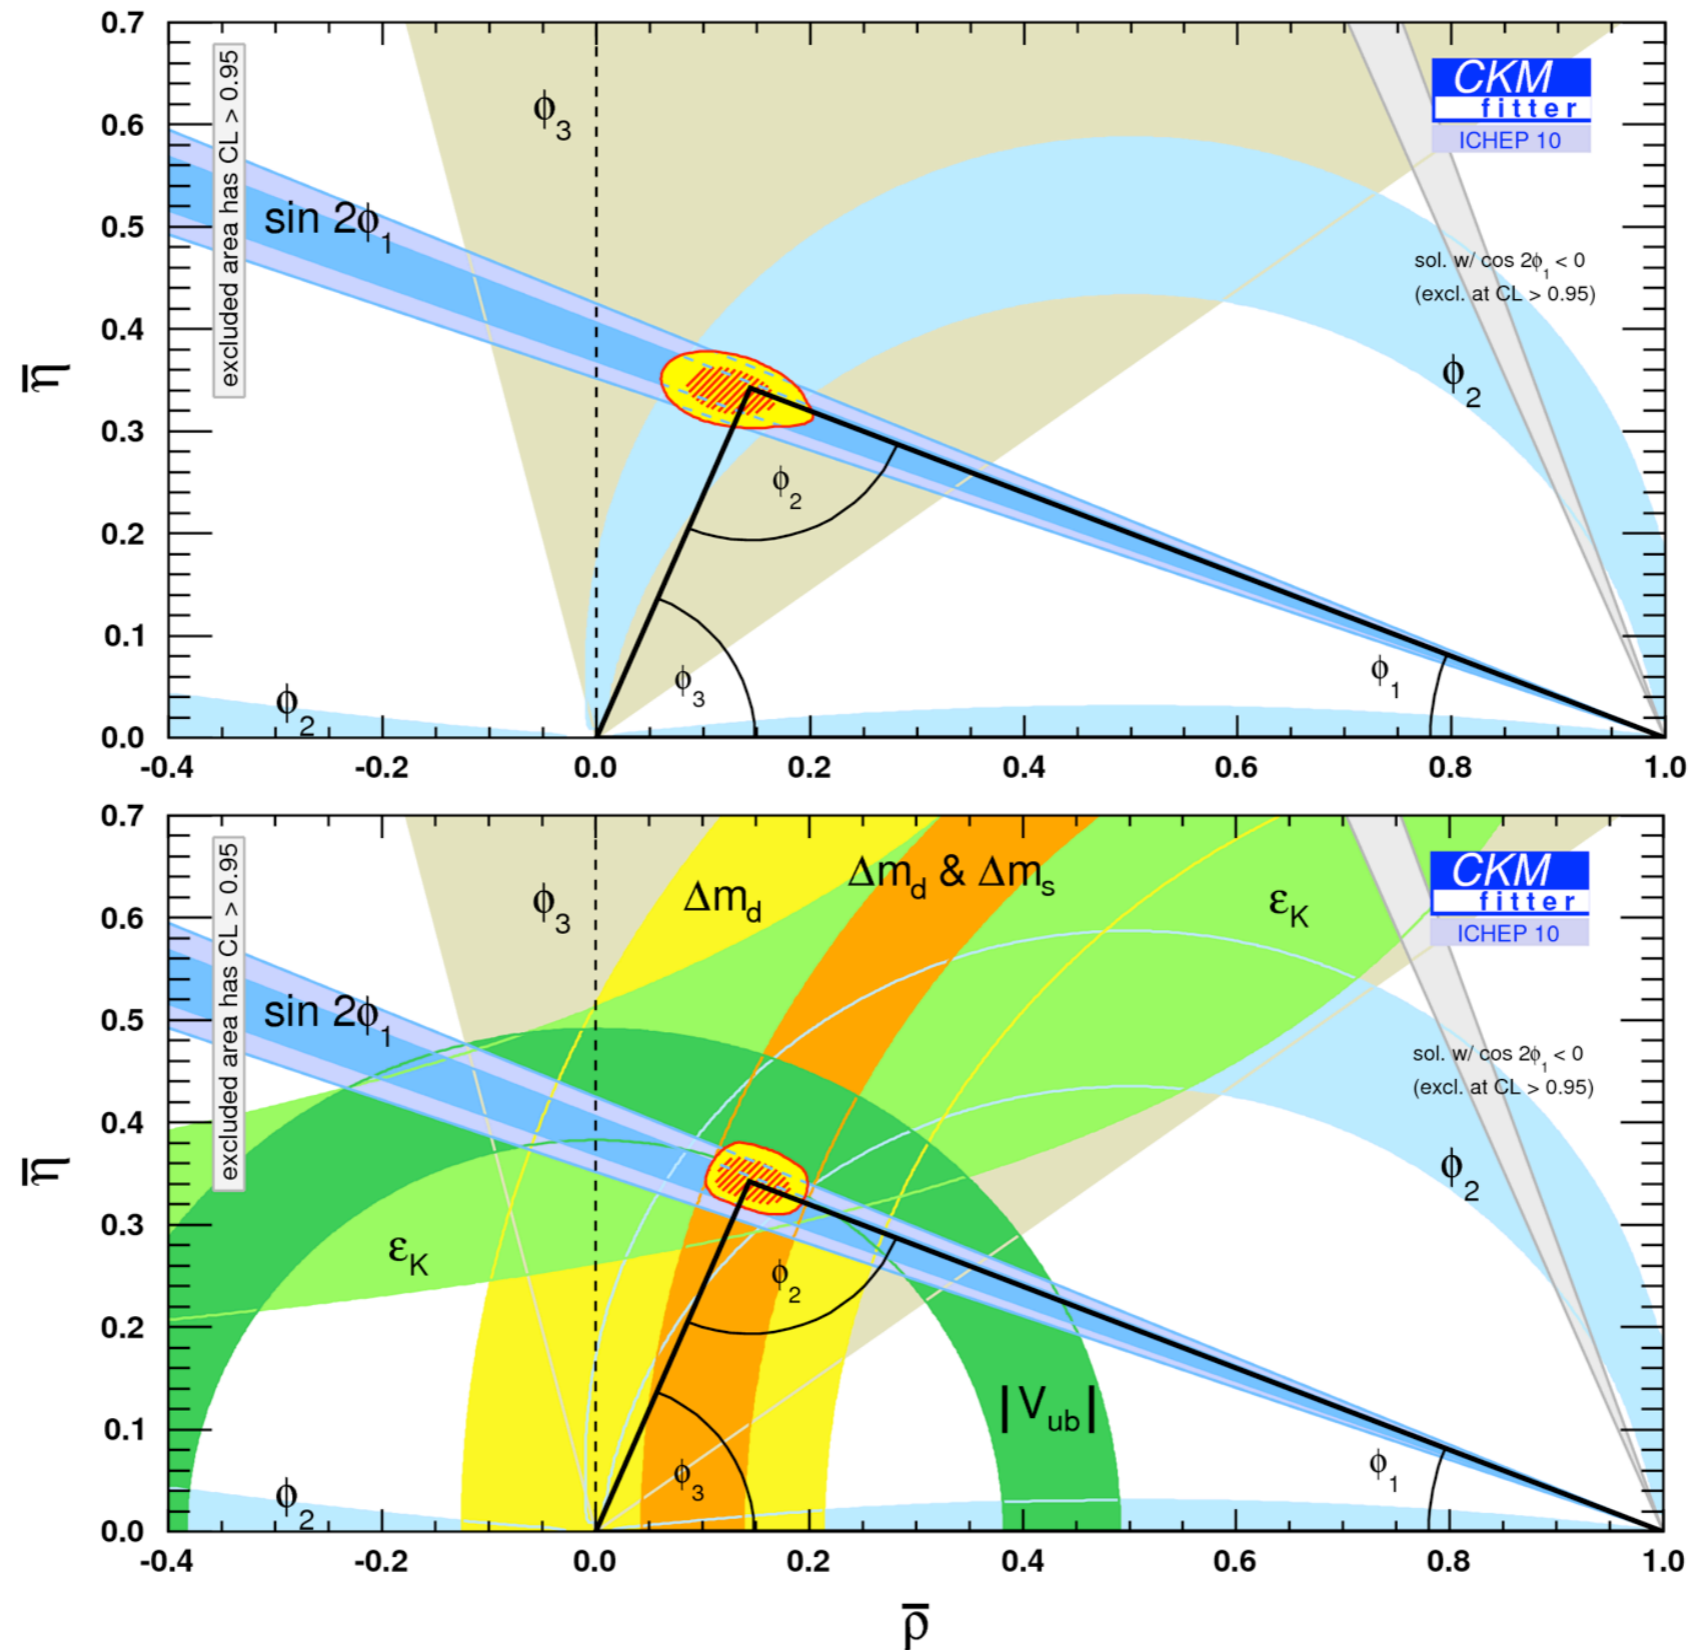 0.7
0.6
0.5
0.4
0.3
0.2
0.1
0.0
η̅
excluded area has CL > 0.95
ϕ3
sin 2ϕ1
CKM
fitter
ICHEP 10
sol. w/ cos 2ϕ1 < 0
(excl. at CL > 0.95)
ϕ2
ϕ2
ϕ3
ϕ1
ϕ2
-0.4 -0.2 0.0 0.2 0.4 0.6 0.8 1.0
0.7
0.6
0.5
0.4
0.3
0.2
0.1
0.0
η̅
excluded area has CL > 0.95
ϕ3
Δmd
Δmd & Δms
εK
CKM
fitter
ICHEP 10
sin 2ϕ1
sol. w/ cos 2ϕ1 < 0
(excl. at CL > 0.95)
ϕ2
εK
ϕ2
|Vub|
ϕ3
ϕ1
ϕ2
-0.4 -0.2 0.0 0.2 0.4 0.6 0.8 1.0
ρ̅